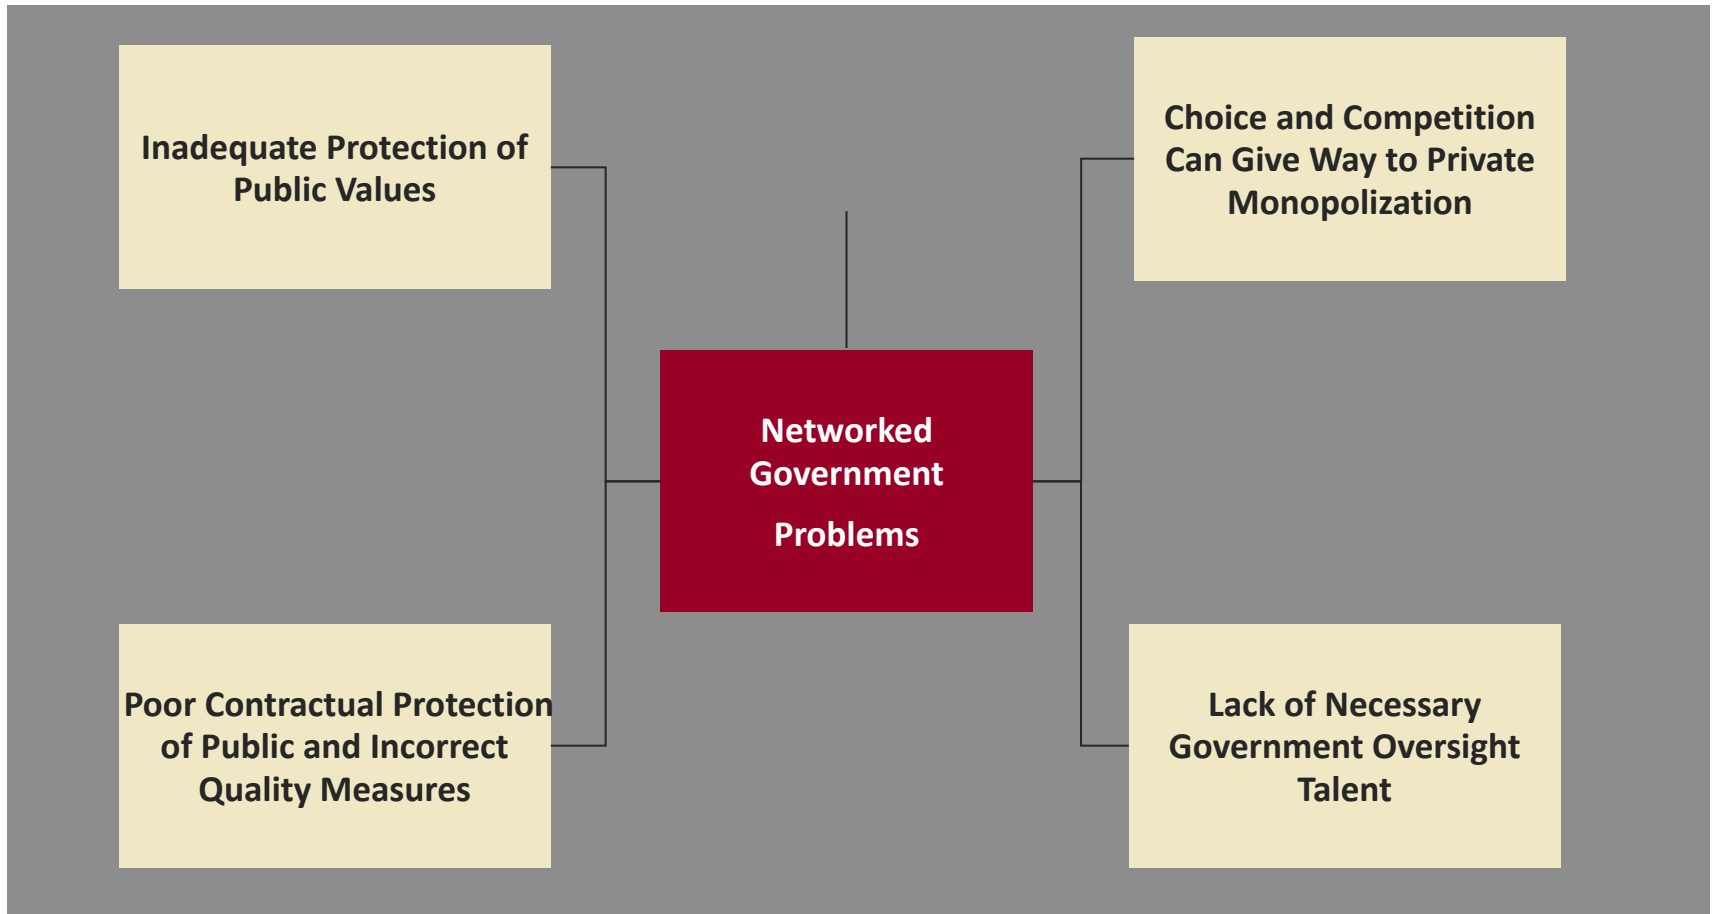 Inadequate Protection of
Public Values
Choice and Competition
Can Give Way to Private
Monopolization
Networked
Government
Problems
Poor Contractual Protection
of Public and Incorrect
Quality Measures
Lack of Necessary
Government Oversight
Talent